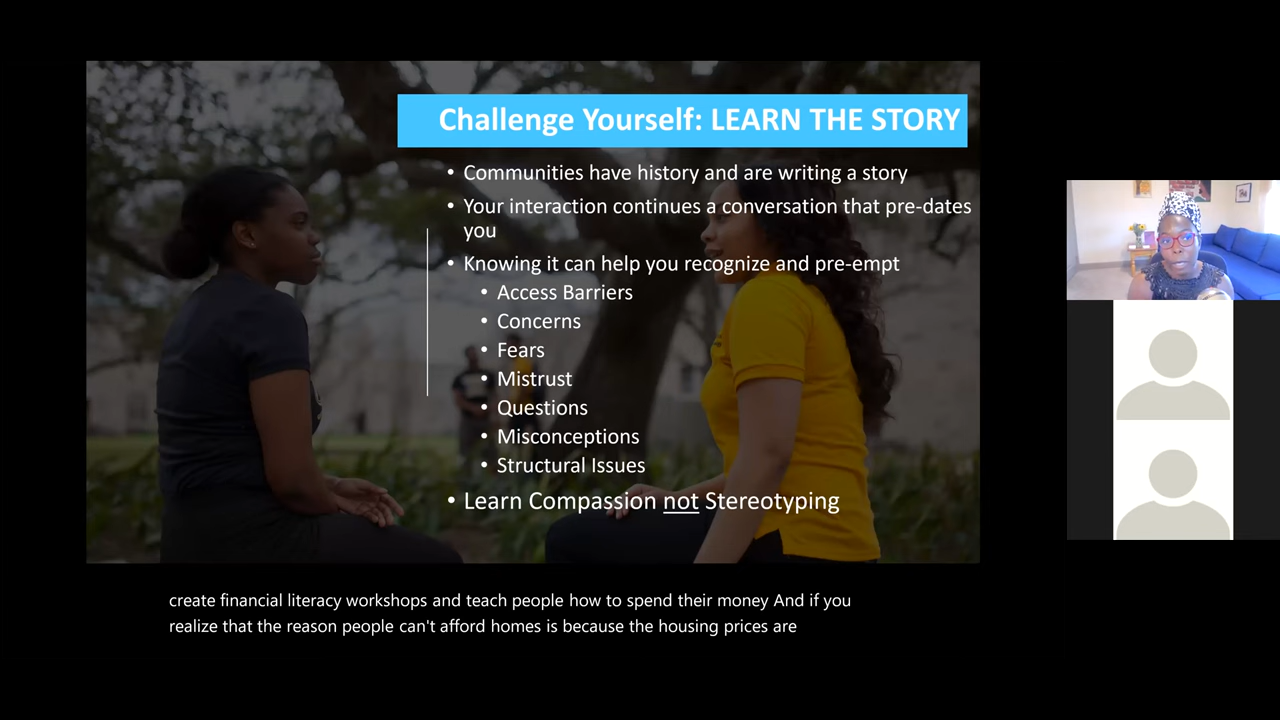 Challenge Yourself: LEARN THE STORY
• Communities have history and are writing a story
• Your interaction continues a conversation that pre-dates
you
• Knowing it can help you recognize and pre-empt
• Access Barriers
• Concerns
• Fears
• Mistrust
• Questions
• Misconceptions
• Structural Issues
• Learn Compassion not Stereotyping
create financial literacy workshops and teach people how to spend their money And if you
realize that the reason people can't afford homes is because the housing prices are